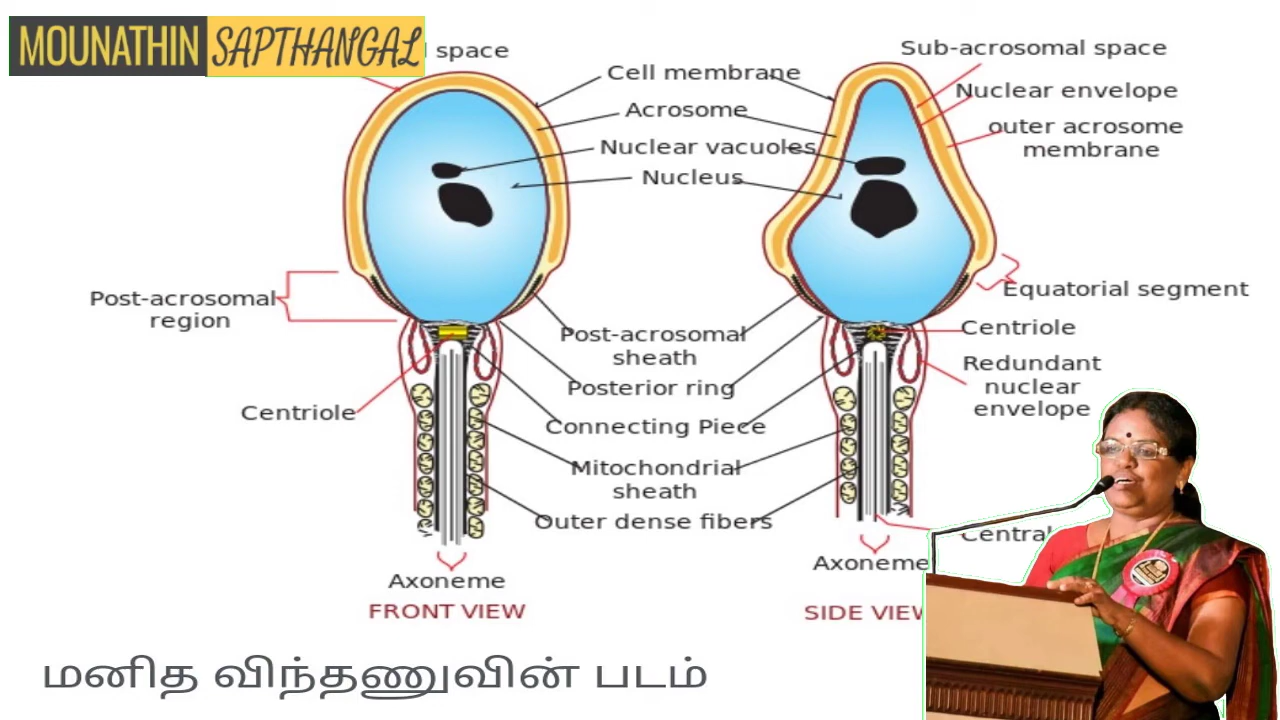 MOUNATHIN SAPTHANGAL
space
Sub-acrosomal space
Cell membrane
Nuclear envelope
Acrosome
outer acrosome
membrane
Nuclear vacuoles
Nucleus
Post-acrosomal
region
Equatorial segment
Post-acrosomal
sheath
Centriole
Redundant
nuclear
envelope
Posterior ring
Centriole
Connecting Piece
Mitochondrial
sheath
Outer dense fibers
Central
Axoneme
Axoneme
FRONT VIEW
SIDE VIEW
மனித விந்தணுவின் படம்